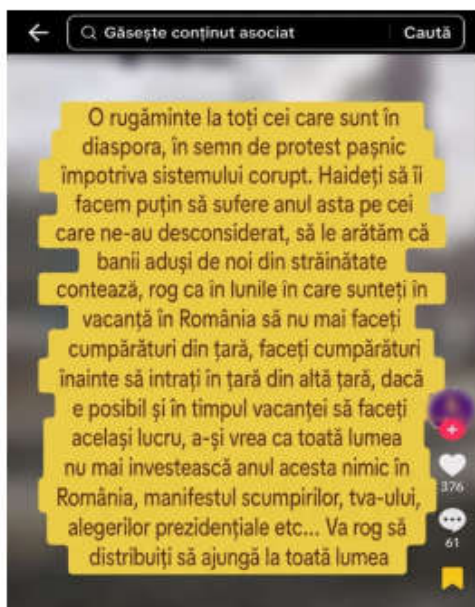 Găsește conținut asociat Caută
O rugăminte la toți cei care sunt în
diaspora, în semn de protest pașnic
împotriva sistemului corupt. Haideți să îi
facem puțin să sufere anul asta pe cei
care ne-au desconsiderat, să le arătăm că
banii aduși de noi din străinătate
contează, rog ca in lunile în care sunteți în
vacanță în România să nu mai faceți
cumpărături din țară, faceți cumpărături
înainte să intrați in țară din altă țară, dacă
e posibil și în timpul vacanței să faceți
același lucru, a-și vrea ca toată lumea
nu mai investească anul acesta nimic în
România, manifestul scumpirilor, tva-ului,
alegerilor prezidențiale etc... Va rog să
distribuiți să ajungă la toată lumea
376
61